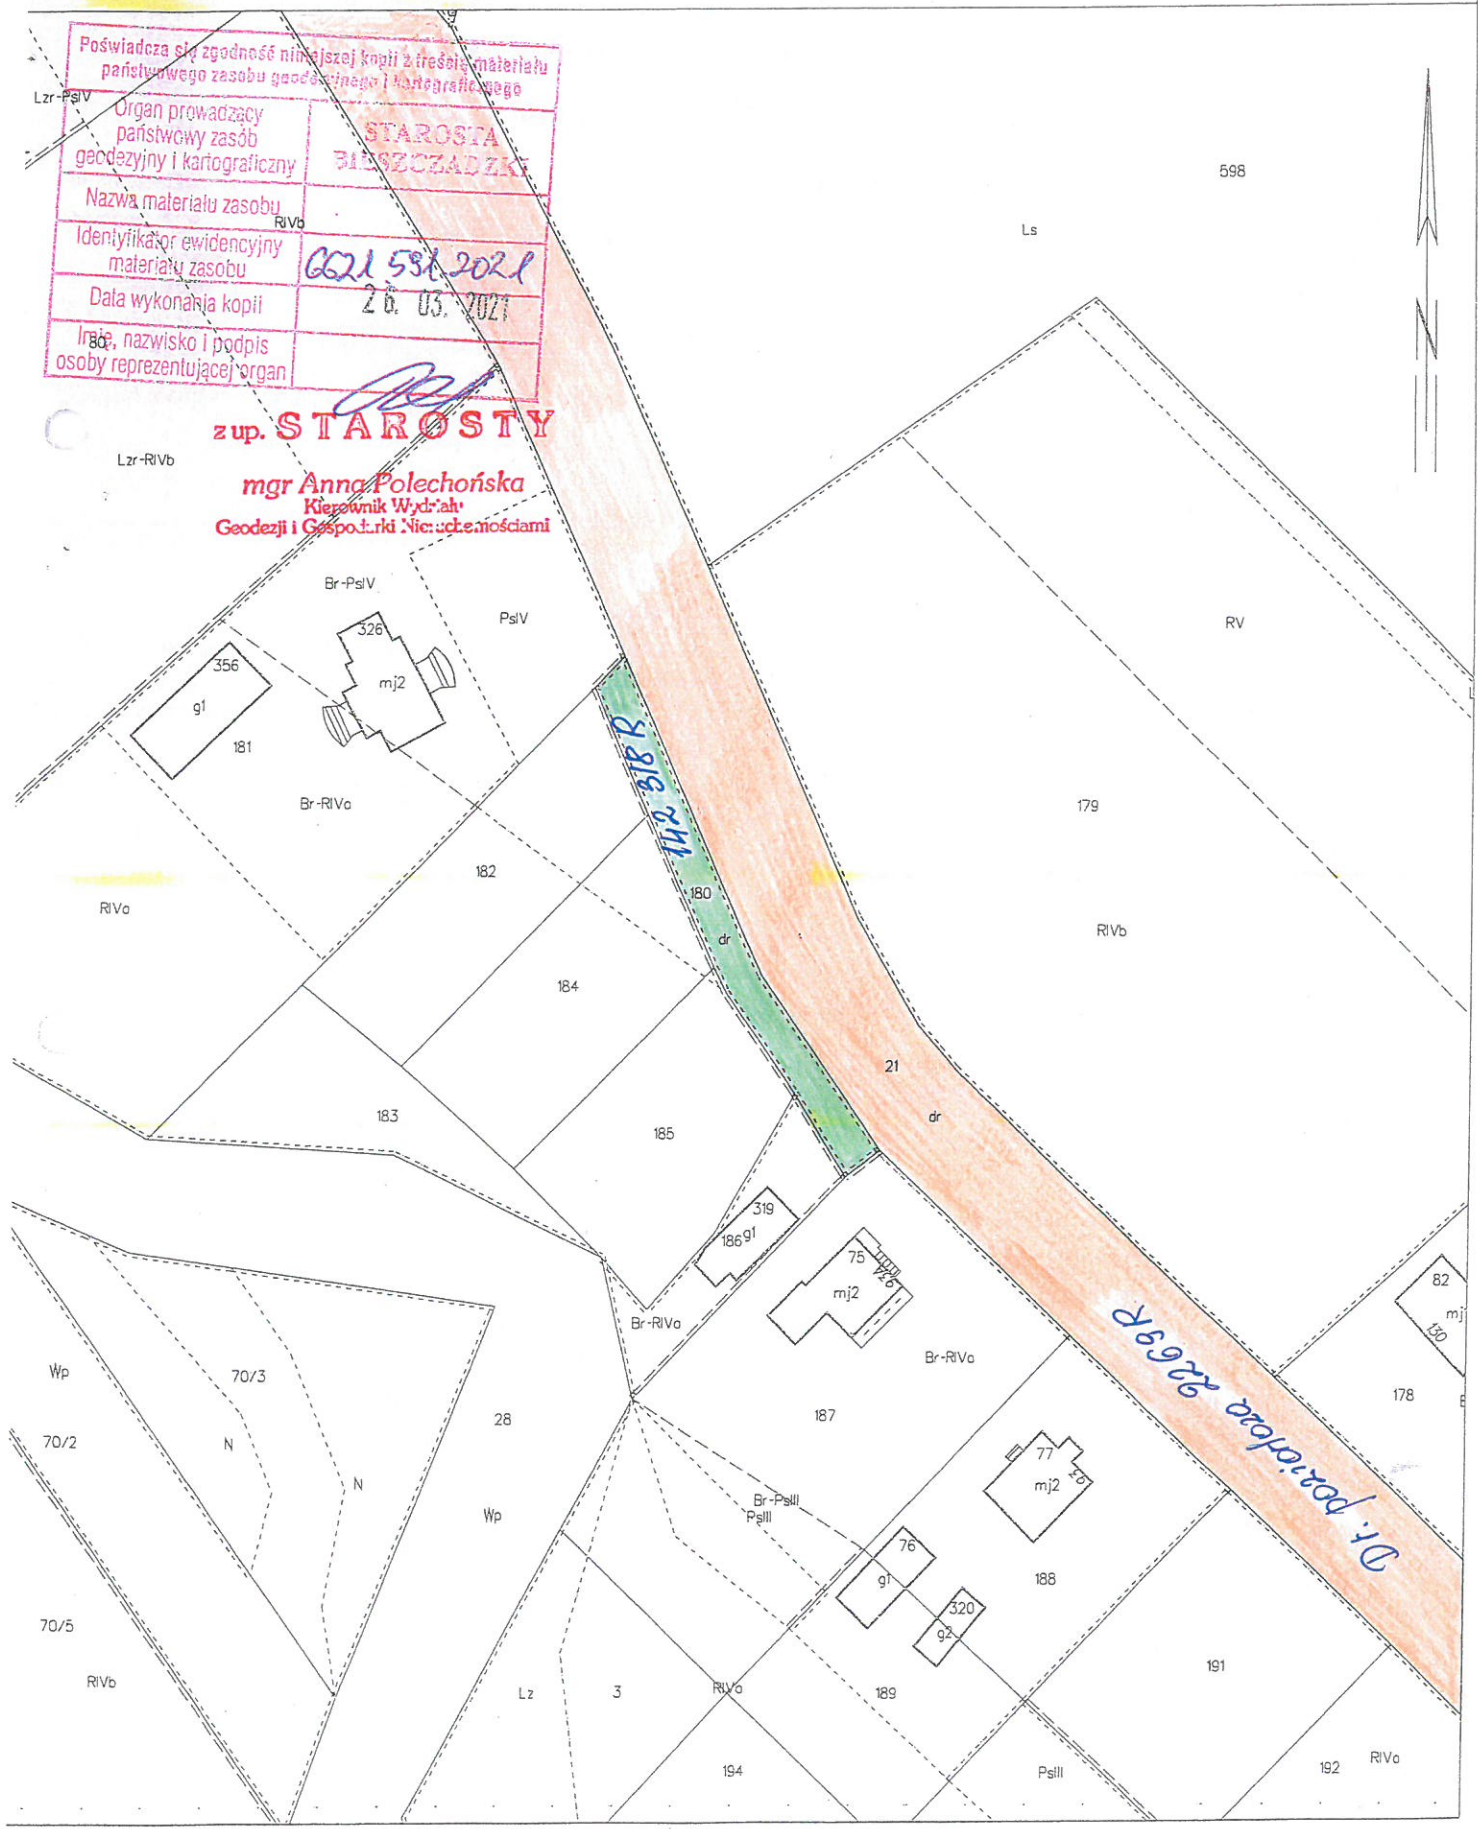 Poświadcza się zgodność niniejszej kopii z treścią materiału
państwowego zasobu geodezyjnego i kartograficznego
Organ prowadzący
państwowy zasób
geodezyjny i kartograficzny
STAROSTA
BIESZCZADZKI
Nazwa materiału zasobu
Identyfikator ewidencyjny
materiału zasobu
6621.591.2021
Data wykonania kopii
26. 03. 2021
Imię, nazwisko i podpis
osoby reprezentującej organ
z up. STAROSTY
mgr Anna Polechońska
Kierownik Wydziału
Geodezji i Gospodarki Nieruchomościami
Lzr-PsIV
RIVb
80
Lzr-RIVb
598
Ls
Br-PsIV
PsIV
326
mj2
356
g1
181
Br-RIVa
RIVa
RV
179
RIVb
142 318 R
180
dr
182
184
183
185
21
dr
319
186
g1
75
mj2
93A
Br-RIVa
Br-RIVa
187
82
mj
130
178
Dr. powiatowa 2269R
Wp
70/3
70/2
N
N
28
Wp
77
mj2
93
Br-PsIII
PsIII
76
g1
320
g2
188
70/5
RIVb
Lz
3
RIVa
189
191
194
PsIII
192
RIVa